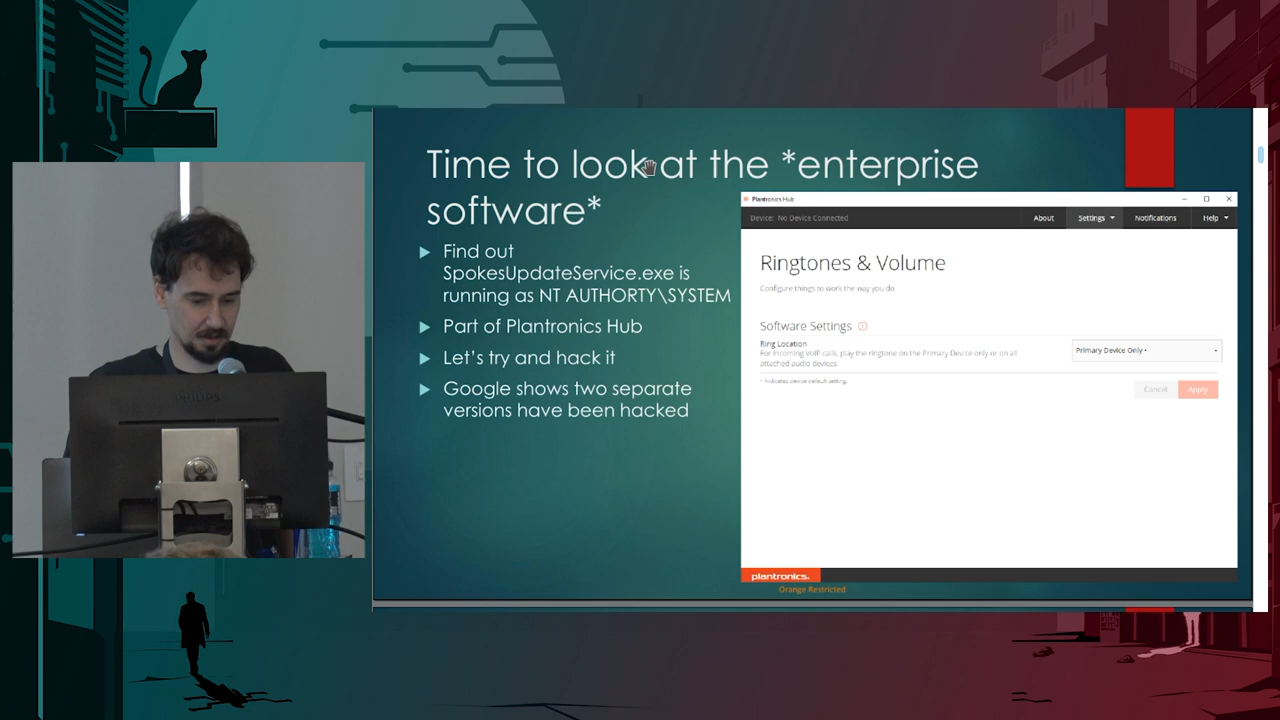 Time to look at the *enterprise
software*
Find out
SpokesUpdateService.exe is
running as NT AUTHORTY\SYSTEM
Part of Plantronics Hub
Let's try and hack it
Google shows two separate
versions have been hacked
Plantronics Hub
Device: No Device Connected
About
Settings
Notifications
Help
Ringtones & Volume
Configure things to work the way you do.
Software Settings
Ring Location
For incoming VoIP calls, play the ringtone on the Primary Device only or on all
attached audio devices.
Primary Device Only •
* Indicates device default setting.
Cancel
Apply
plantronics.
Orange Restricted
PHILIPS